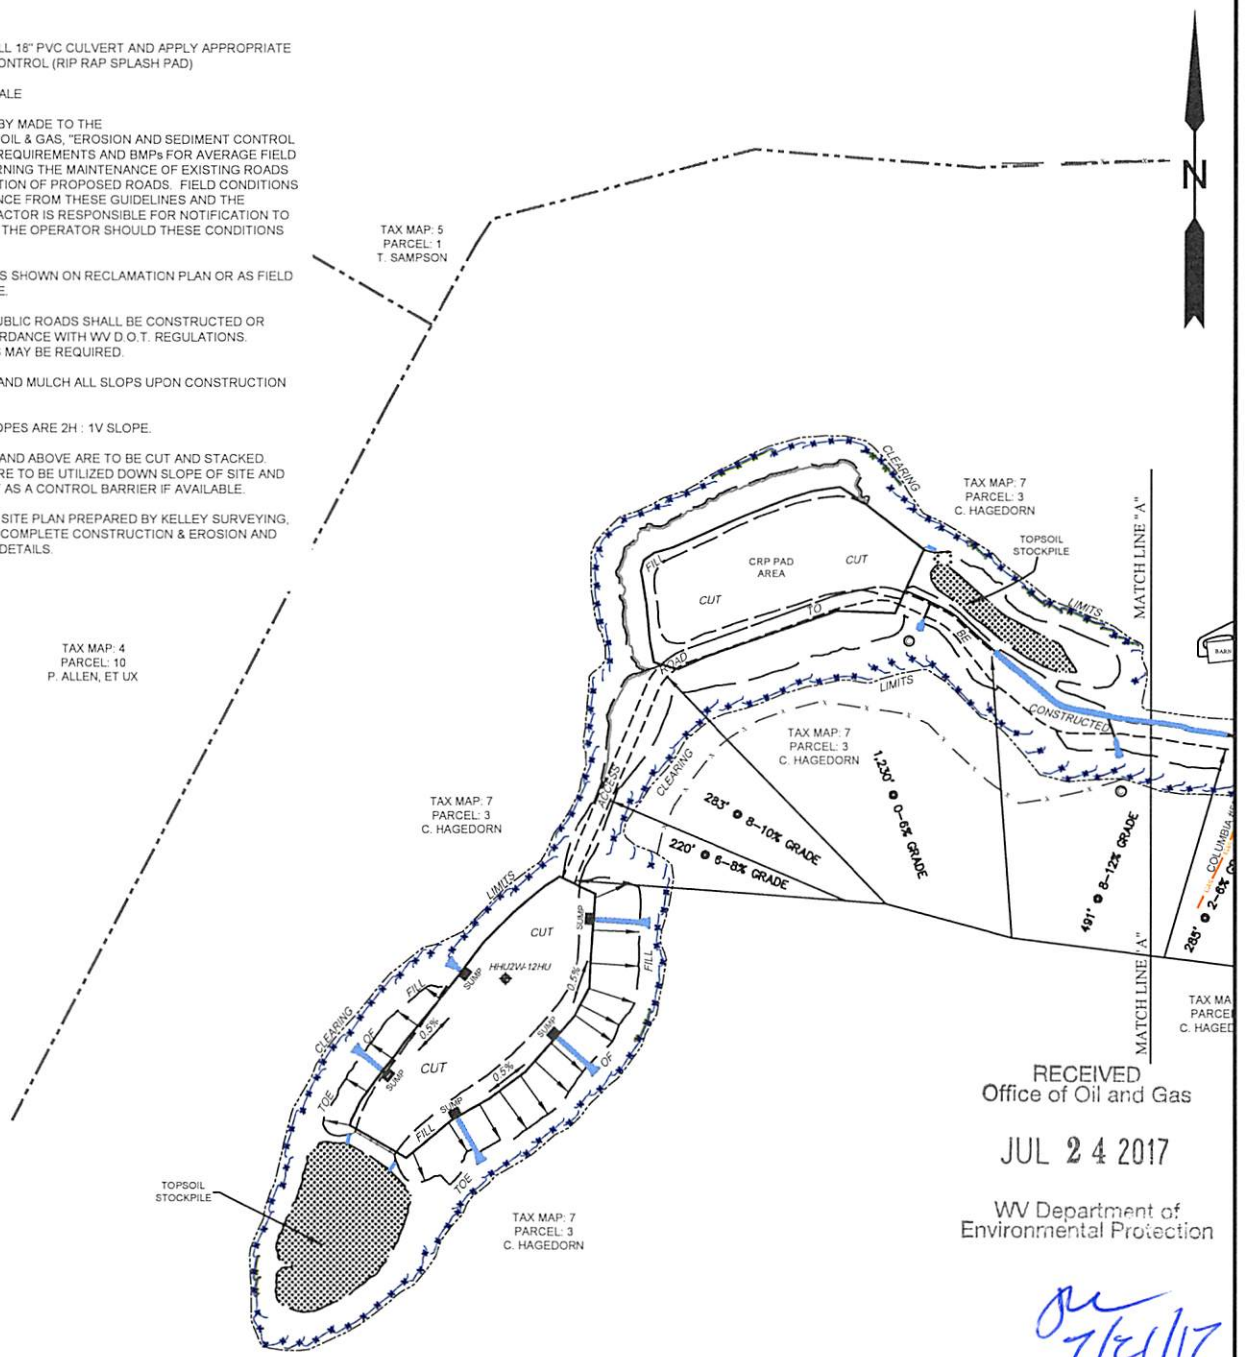 LL 18" PVC CULVERT AND APPLY APPROPRIATE
ONTROL (RIP RAP SPLASH PAD)
ALE
BY MADE TO THE
OIL & GAS, "EROSION AND SEDIMENT CONTROL
REQUIREMENTS AND BMPs FOR AVERAGE FIELD
RNING THE MAINTENANCE OF EXISTING ROADS
TION OF PROPOSED ROADS. FIELD CONDITIONS
NCE FROM THESE GUIDELINES AND THE
ACTOR IS RESPONSIBLE FOR NOTIFICATION TO
THE OPERATOR SHOULD THESE CONDITIONS
S SHOWN ON RECLAMATION PLAN OR AS FIELD
E.
UBLIC ROADS SHALL BE CONSTRUCTED OR
RDANCE WITH WV D.O.T. REGULATIONS.
S MAY BE REQUIRED.
AND MULCH ALL SLOPS UPON CONSTRUCTION
OPES ARE 2H : 1V SLOPE.
AND ABOVE ARE TO BE CUT AND STACKED.
RE TO BE UTILIZED DOWN SLOPE OF SITE AND
AS A CONTROL BARRIER IF AVAILABLE.
SITE PLAN PREPARED BY KELLEY SURVEYING,
COMPLETE CONSTRUCTION & EROSION AND
DETAILS.
N
TAX MAP: 5
PARCEL: 1
T. SAMPSON
TAX MAP: 4
PARCEL: 10
P. ALLEN, ET UX
CLEARING
LIMITS
TAX MAP: 7
PARCEL: 3
C. HAGEDORN
TOPSOIL
STOCKPILE
MATCH LINE "A"
BARN
FILL
CRP PAD
AREA
CUT
CUT
ACCESS
ROAD
TO
BE
CONSTRUCTED
LIMITS
CLEARING
TAX MAP: 7
PARCEL: 3
C. HAGEDORN
TAX MAP: 7
PARCEL: 3
C. HAGEDORN
220' @ 6-8% GRADE
283' @ 8-10% GRADE
1,230' @ 0-6% GRADE
491' @ 8-12% GRADE
285' @ 2-6% G
COLUMBIA
MATCH LINE "A"
TAX MA
PARCE
C. HAGED
LIMITS
CLEARING
CUT
HHU2W-12HU
CUT
SUMP
SUMP
SUMP
SUMP
SUMP
0.5%
0.5%
0.5%
TOE
OF
FILL
TOE
OF
FILL
FILL
TOPSOIL
STOCKPILE
TAX MAP: 7
PARCEL: 3
C. HAGEDORN
RECEIVED
Office of Oil and Gas
JUL 24 2017
WV Department of
Environmental Protection